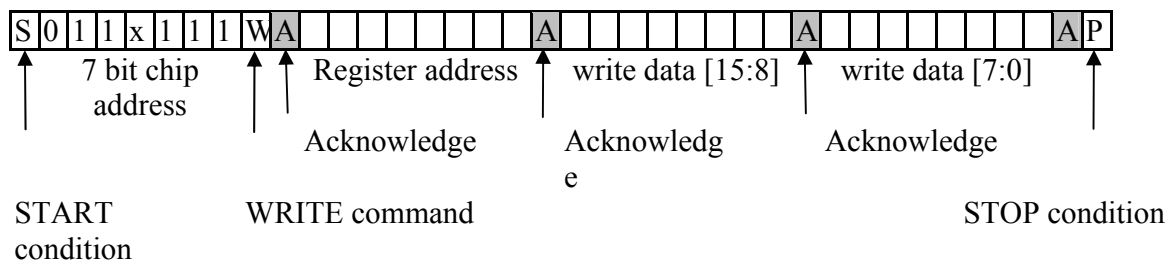 S 0 1 1 x 1 1 1 W A A A A P
7 bit chip address
Register address
write data [15:8]
write data [7:0]
Acknowledge
Acknowledg
e
Acknowledge
START
condition
WRITE command
STOP condition